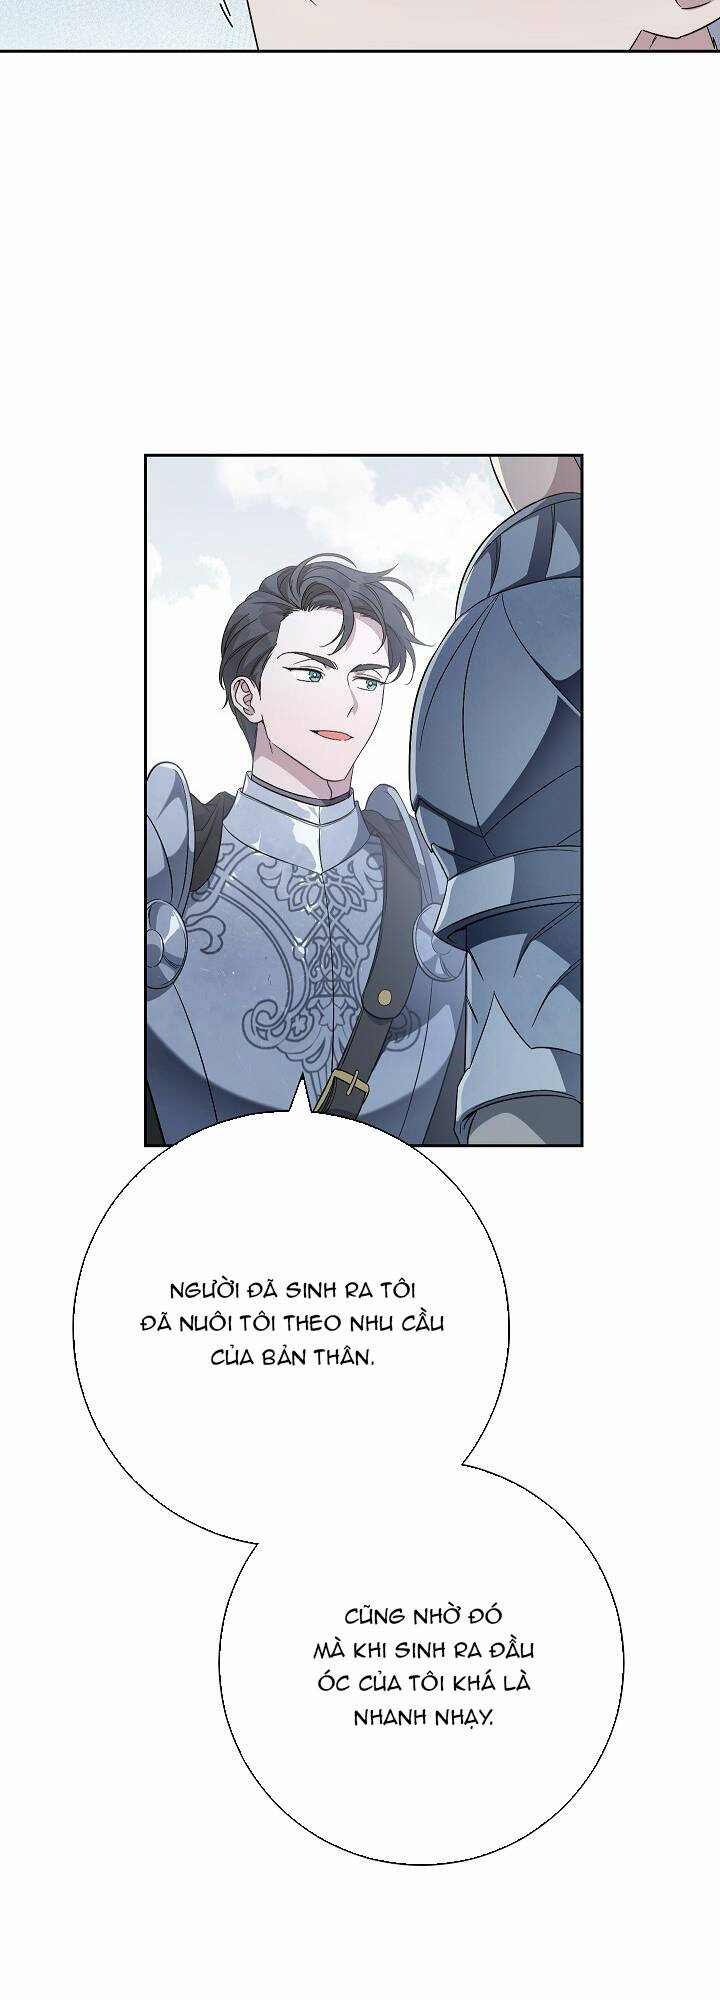 NGƯỜI ĐÃ SINH RA TÔI
ĐÃ NUÔI TÔI THEO NHU CẦU
CỦA BẢN THÂN.
CŨNG NHỜ ĐÓ
MÀ KHI SINH RA ĐẦU
ÓC CỦA TÔI KHÁ LÀ
NHANH NHẠY.